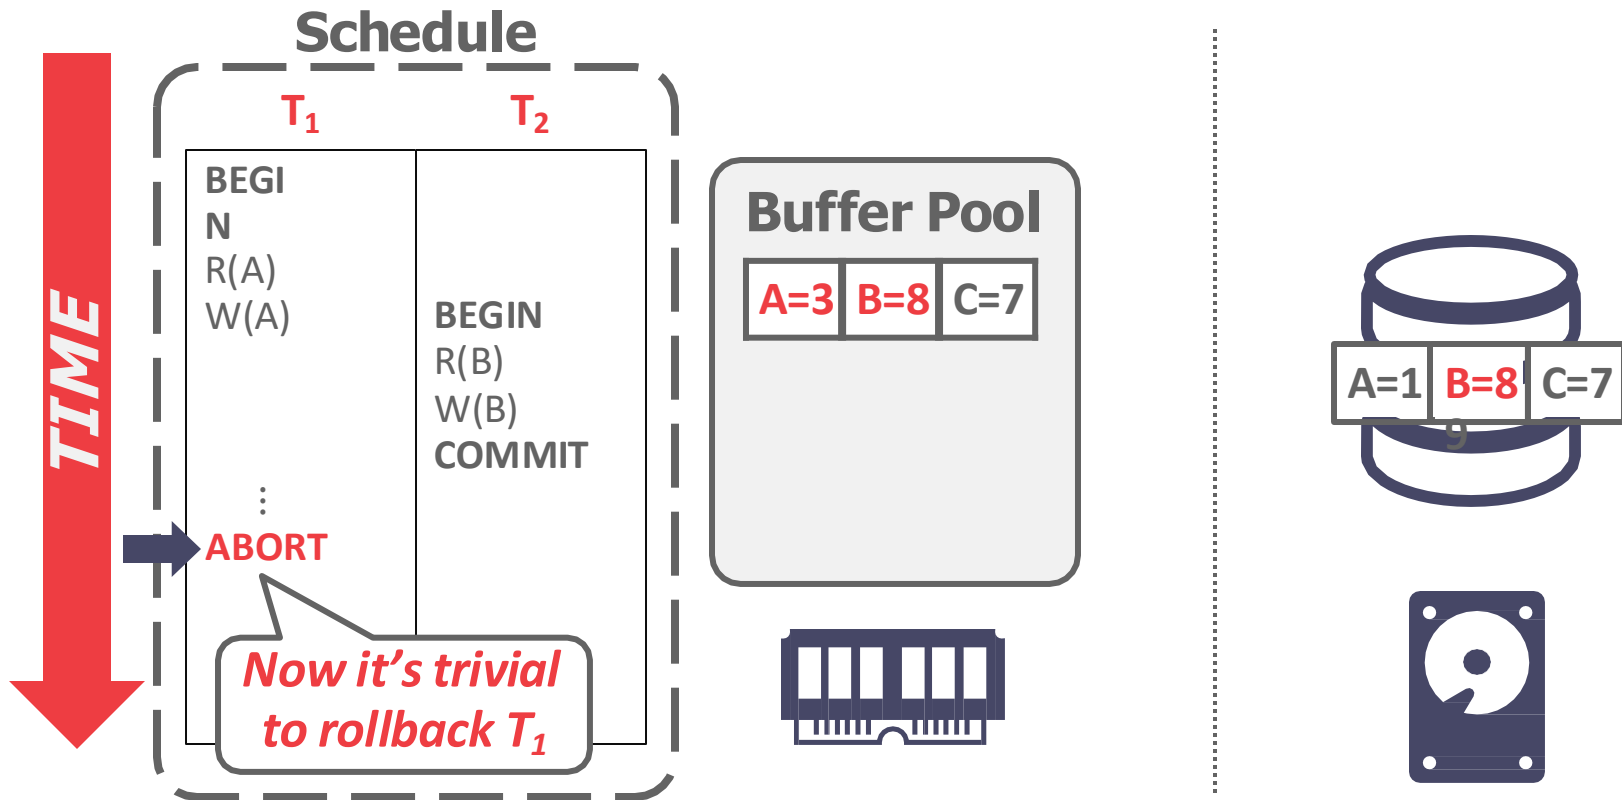 Schedule
TIME
T1
T2
BEGI
N
R(A)
W(A)
⋮
ABORT
BEGIN
R(B)
W(B)
COMMIT
Now it's trivial
to rollback T1
Buffer Pool
A=3 B=8 C=7
A=1 B=8 C=7
9